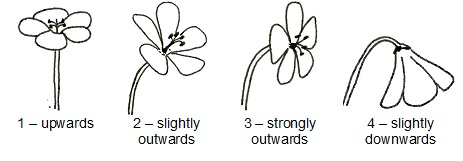 1 – upwards
2 – slightly
outwards
3 – strongly
outwards
4 – slightly
downwards